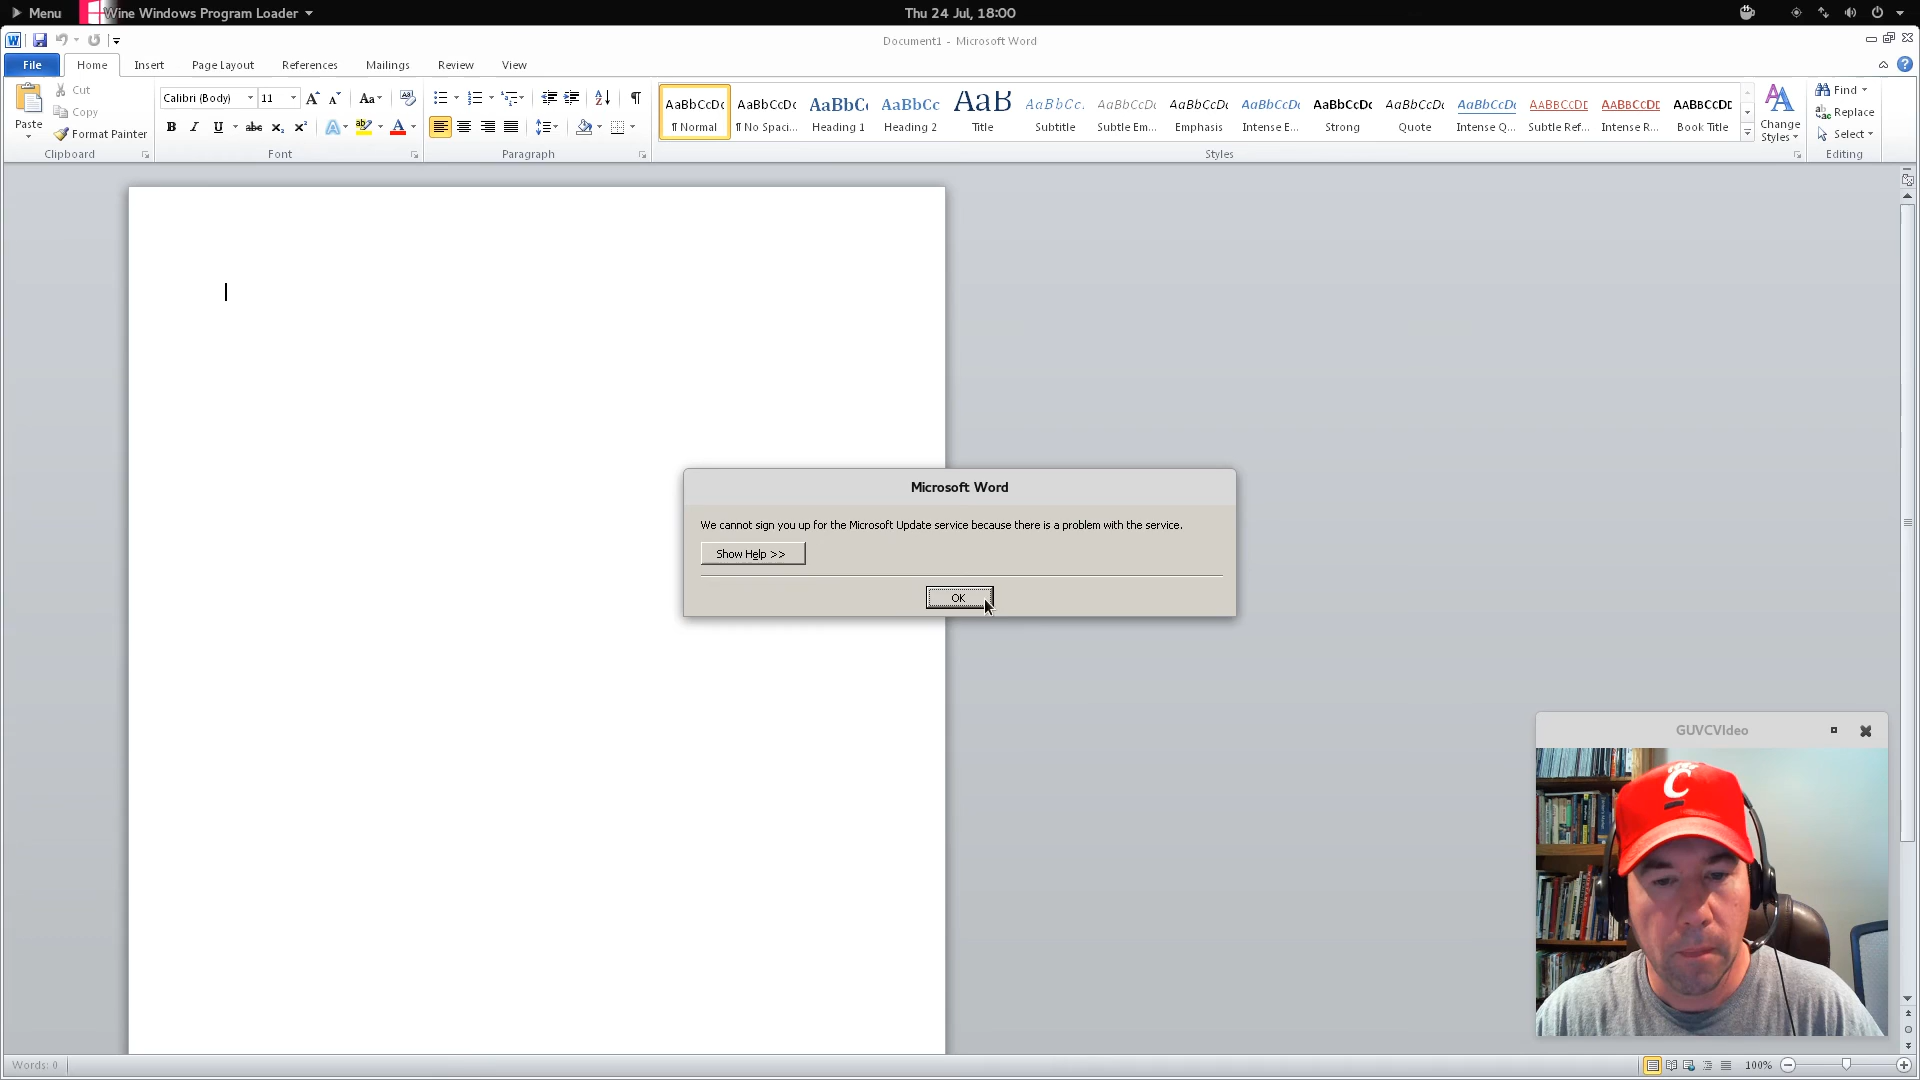 Menu
Wine Windows Program Loader
Thu 24 Jul, 18:00
Document1 - Microsoft Word
File
Home
Insert
Page Layout
References
Mailings
Review
View
Paste
Cut
Copy
Format Painter
Clipboard
Calibri (Body)
11
Font
Paragraph
AaBbCcDc
¶ Normal
AaBbCcDc
¶ No Spaci...
AaBbC
Heading 1
AaBbCc
Heading 2
AaB
Title
AaBbCc.
Subtitle
AaBbCcDc
Subtle Em...
AaBbCcDc
Emphasis
AaBbCcDc
Intense E...
AaBbCcDc
Strong
AaBbCcDc
Quote
AaBbCcDc
Intense Q...
AABBCCDE
Subtle Ref...
AABBCCDE
Intense R...
AABBCCDE
Book Title
Styles
Change
Styles
Find
Replace
Select
Editing
Microsoft Word
We cannot sign you up for the Microsoft Update service because there is a problem with the service.
Show Help >>
OK
GUVCVideo
C
Words: 0
100%